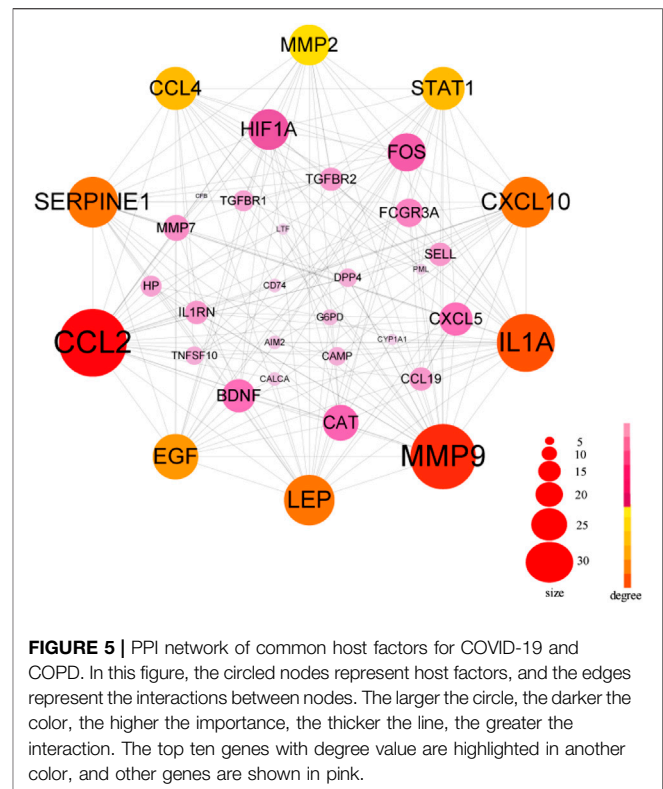 MMP2
CCL4
STAT1
HIF1A
FOS
TGFBR2
SERPINE1
CFB
TGFBR1
CXCL10
FCGR3A
MMP7
LTF
SELL
PML
HP
CD74
DPP4
IL1RN
G6PD
CXCL5
CCL2
IL1A
AIM2
CYP1A1
TNFSF10
CAMP
CALCA
CCL19
BDNF
CAT
EGF
MMP9
LEP
5
10
15
20
25
30
size
degree
FIGURE 5 | PPI network of common host factors for COVID-19 and
COPD. In this figure, the circled nodes represent host factors, and the edges
represent the interactions between nodes. The larger the circle, the darker the
color, the higher the importance, the thicker the line, the greater the
interaction. The top ten genes with degree value are highlighted in another
color, and other genes are shown in pink.